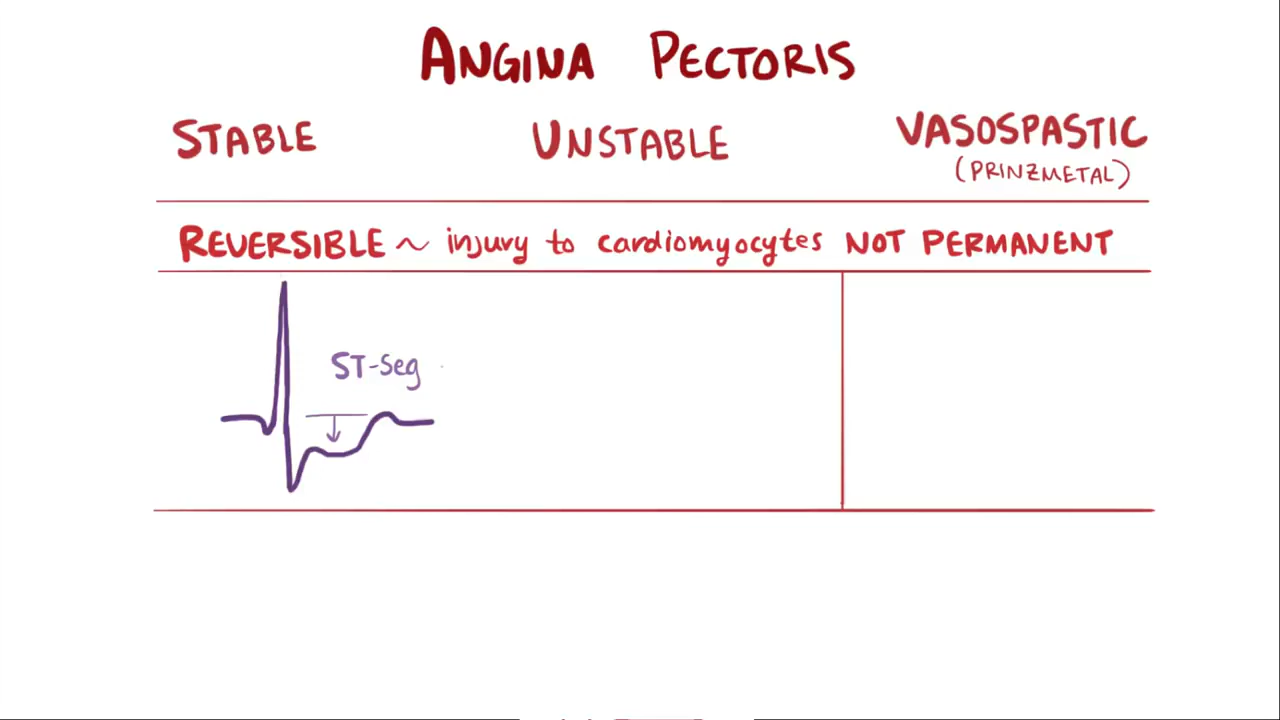 ANGINA PECTORIS
STABLE UNSTABLE VASOSPASTIC
(PRINZMETAL)
REVERSIBLE ~ injury to cardiomyocytes NOT PERMANENT
ST-Seg